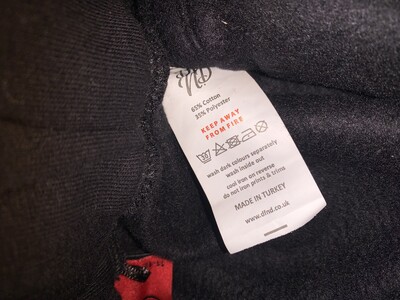 65% Cotton
35% Polyester
KEEP AWAY
FROM FIRE
wash dark colours separately
wash inside out
cool iron on reverse
do not iron prints & trims
MADE IN TURKEY
www.dfnd.co.uk